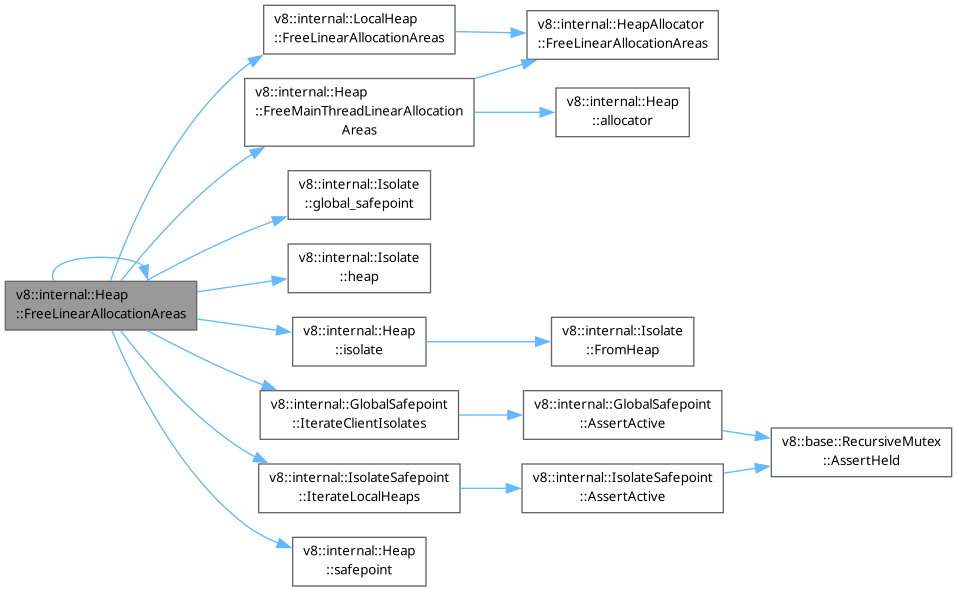 v8::internal::LocalHeap
::FreeLinearAllocationAreas
v8::internal::HeapAllocator
::FreeLinearAllocationAreas
v8::internal::Heap
::FreeMainThreadLinearAllocation
Areas
v8::internal::Heap
::allocator
v8::internal::Isolate
::global_safepoint
v8::internal::Isolate
::heap
v8::internal::Heap
::FreeLinearAllocationAreas
v8::internal::Heap
::isolate
v8::internal::Isolate
::FromHeap
v8::internal::GlobalSafepoint
::IterateClientIsolates
v8::internal::GlobalSafepoint
::AssertActive
v8::base::RecursiveMutex
::AssertHeld
v8::internal::IsolateSafepoint
::IterateLocalHeaps
v8::internal::IsolateSafepoint
::AssertActive
v8::internal::Heap
::safepoint